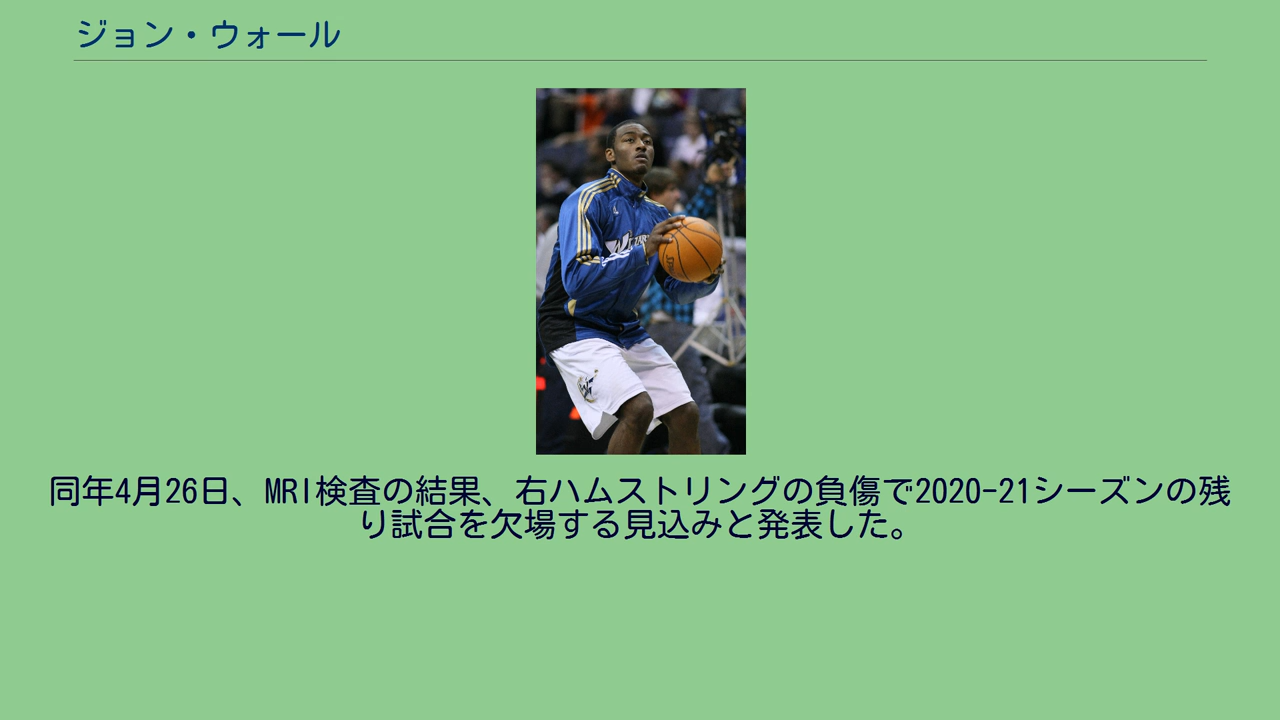 ジョン・ウォール
同年4月26日、MRI検査の結果、右ハムストリングの負傷で2020-21シーズンの残
り試合を欠場する見込みと発表した。